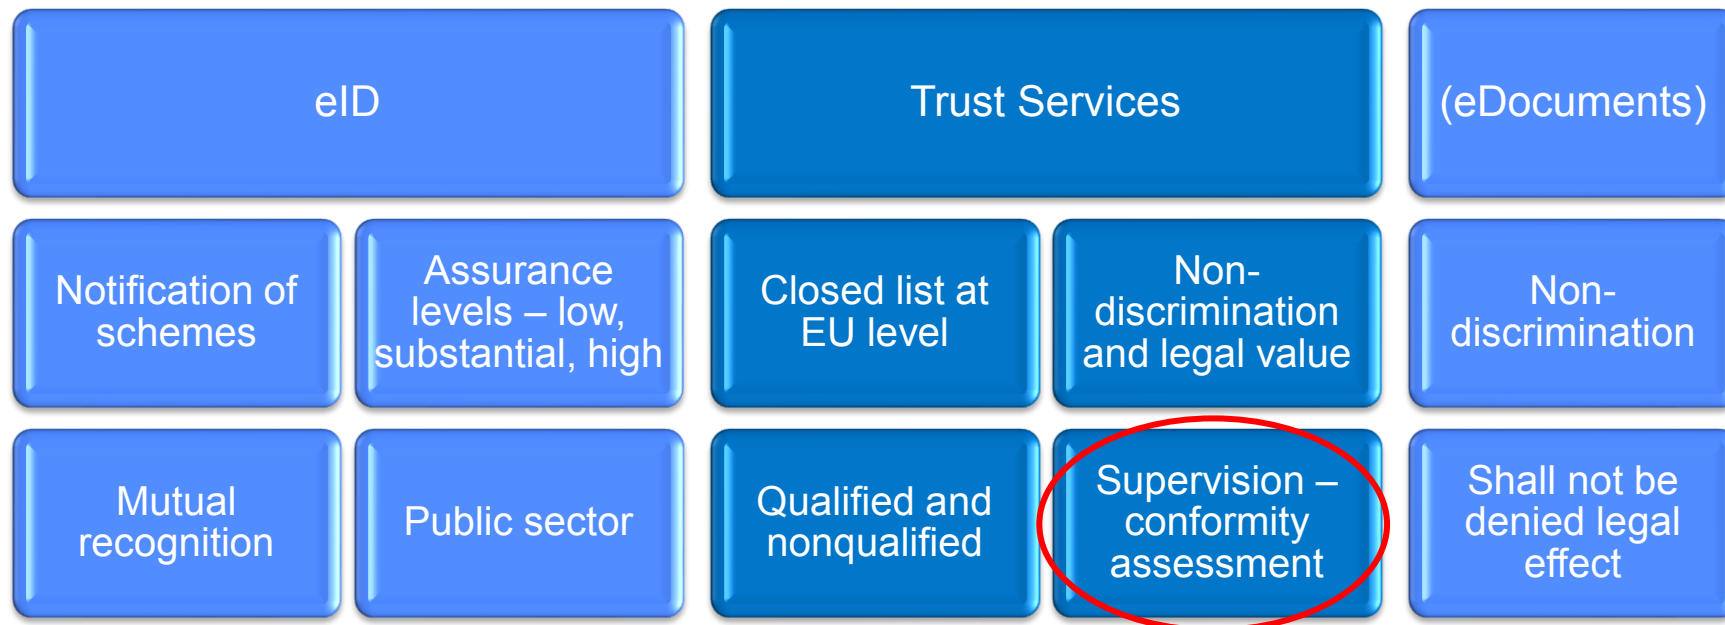 eID
Trust Services
(eDocuments)
Notification of
schemes
Assurance
levels – low,
substantial, high
Closed list at
EU level
Non-
discrimination
and legal value
Non-
discrimination
Mutual
recognition
Public sector
Qualified and
nonqualified
Supervision –
conformity
assessment
Shall not be
denied legal
effect